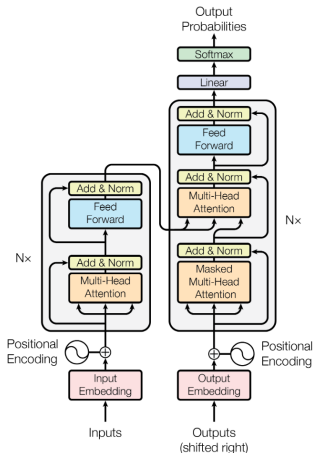 Output
Probabilities
Softmax
Linear
Add & Norm
Feed
Forward
Add & Norm
Multi-Head
Attention
Add & Norm
Masked
Multi-Head
Attention
N×
Positional
Encoding
Output
Embedding
Outputs
(shifted right)
Add & Norm
Feed
Forward
Add & Norm
Multi-Head
Attention
N×
Positional
Encoding
Input
Embedding
Inputs